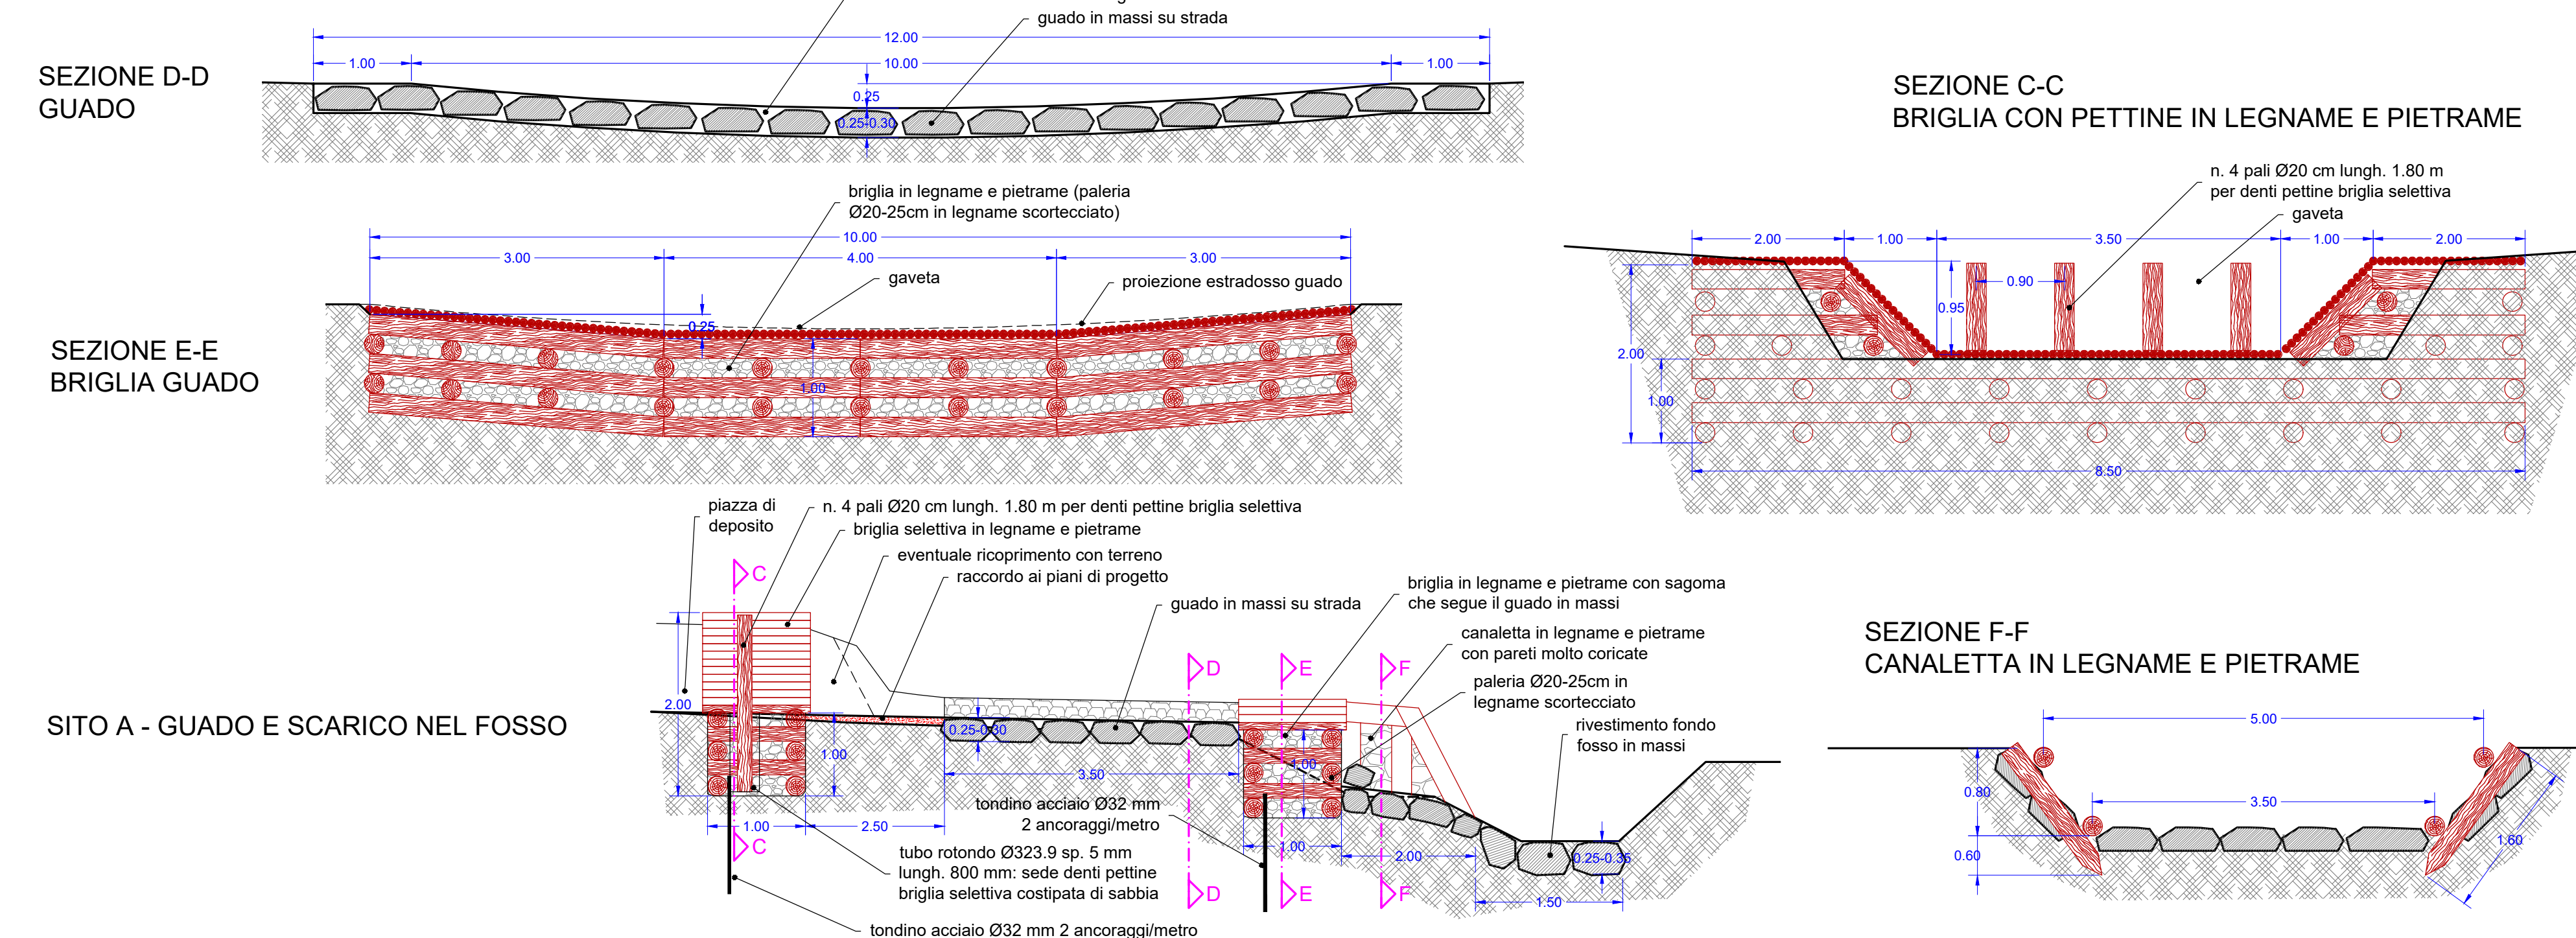 guado in massi su strada
12.00
1.00
10.00
1.00
0.25
0.25-0.30
SEZIONE D-D
GUADO
SEZIONE C-C
BRIGLIA CON PETTINE IN LEGNAME E PIETRAME
n. 4 pali Ø20 cm lungh. 1.80 m
per denti pettine briglia selettiva
gaveta
2.00
1.00
3.50
1.00
2.00
0.90
0.95
2.00
1.00
8.50
briglia in legname e pietrame (paleria
Ø20-25cm in legname scortecciato)
10.00
3.00
4.00
3.00
gaveta
proiezione estradosso guado
0.25
1.00
SEZIONE E-E
BRIGLIA GUADO
piazza di
deposito
n. 4 pali Ø20 cm lungh. 1.80 m per denti pettine briglia selettiva
briglia selettiva in legname e pietrame
eventuale ricoprimento con terreno
raccordo ai piani di progetto
guado in massi su strada
briglia in legname e pietrame con sagoma
che segue il guado in massi
canaletta in legname e pietrame
con pareti molto coricate
paleria Ø20-25cm in
legname scortecciato
rivestimento fondo
fosso in massi
C
D
E
F
SITO A - GUADO E SCARICO NEL FOSSO
2.00
1.00
0.25-0.30
3.50
1.00
1.00
2.50
tondino acciaio Ø32 mm
2 ancoraggi/metro
1.00
2.00
0.25-0.35
1.50
C
D
E
F
tubo rotondo Ø323.9 sp. 5 mm
lungh. 800 mm: sede denti pettine
briglia selettiva costipata di sabbia
tondino acciaio Ø32 mm 2 ancoraggi/metro
SEZIONE F-F
CANALETTA IN LEGNAME E PIETRAME
5.00
3.50
0.80
0.60
1.60